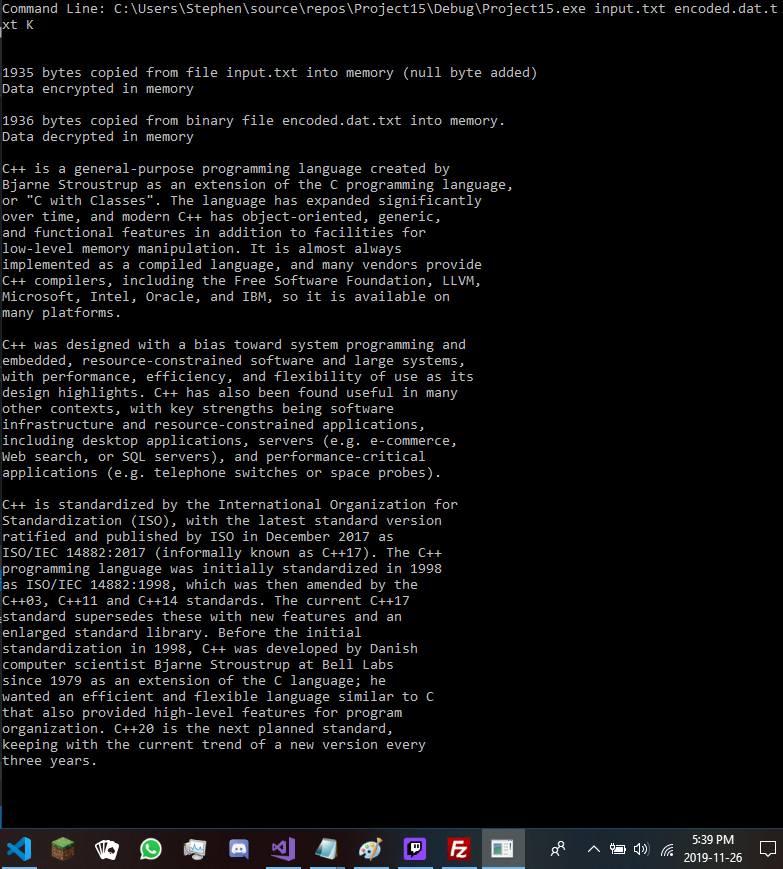 Command Line: C:\Users\Stephen\source\repos\Project15\Debug\Project15.exe input.txt encoded.dat.t
xt K
1935 bytes copied from file input.txt into memory (null byte added)
Data encrypted in memory
1936 bytes copied from binary file encoded.dat.txt into memory.
Data decrypted in memory
C++ is a general-purpose programming language created by
Bjarne Stroustrup as an extension of the C programming language,
or "C with Classes". The language has expanded significantly
over time, and modern C++ has object-oriented, generic,
and functional features in addition to facilities for
low-level memory manipulation. It is almost always
implemented as a compiled language, and many vendors provide
C++ compilers, including the Free Software Foundation, LLVM,
Microsoft, Intel, Oracle, and IBM, so it is available on
many platforms.
C++ was designed with a bias toward system programming and
embedded, resource-constrained software and large systems,
with performance, efficiency, and flexibility of use as its
design highlights. C++ has also been found useful in many
other contexts, with key strengths being software
infrastructure and resource-constrained applications,
including desktop applications, servers (e.g. e-commerce,
Web search, or SQL servers), and performance-critical
applications (e.g. telephone switches or space probes).
C++ is standardized by the International Organization for
Standardization (ISO), with the latest standard version
ratified and published by ISO in December 2017 as
ISO/IEC 14882:2017 (informally known as C++17). The C++
programming language was initially standardized in 1998
as ISO/IEC 14882:1998, which was then amended by the
C++03, C++11 and C++14 standards. The current C++17
standard supersedes these with new features and an
enlarged standard library. Before the initial
standardization in 1998, C++ was developed by Danish
computer scientist Bjarne Stroustrup at Bell Labs
since 1979 as an extension of the C language; he
wanted an efficient and flexible language similar to C
that also provided high-level features for program
organization. C++20 is the next planned standard,
keeping with the current trend of a new version every
three years.
5:39 PM
2019-11-26